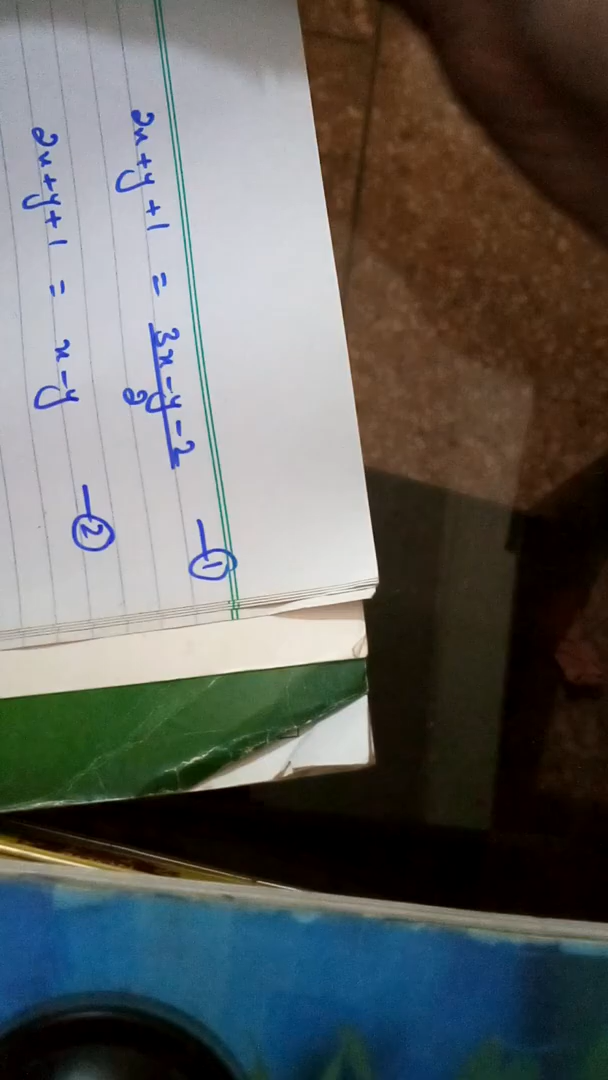 2x+y+1 = 3x-y-2/2 —①
2x+y+1 = x-y —②